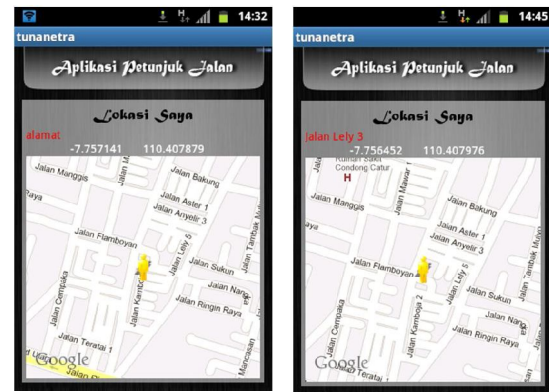 14:32
tunanetra
Aplikasi Petunjuk Jalan
Lokasi Saya
alamat
-7.757141 110.407879
Jalan Manggis
Jalan Bakung
Jalan Aster 1
Jalan Anyelir 3
Jalan Flamboyan
Jalan Lely 5
Jalan Sukun
Jalan Cempaka
Jalan Ringin Raya
Jalan Teratai 1
Mancasan
Google
H
14:45
tunanetra
Aplikasi Petunjuk Jalan
Lokasi Saya
Jalan Lely 3
-7.756452 110.407976
Rumah Sakit
Condong Catur
H
Jalan Mawar 1
Jalan Manggis
Jalan Bakung
Jalan Aster 1
Jalan Anyelir 3
Jalan Flamboyan
Jalan Lely 5
Jalan Sukun
Jalan Kamboja 2
Jalan Cempaka
Jalan Ringin Raya
Jalan Teratai 1
Google